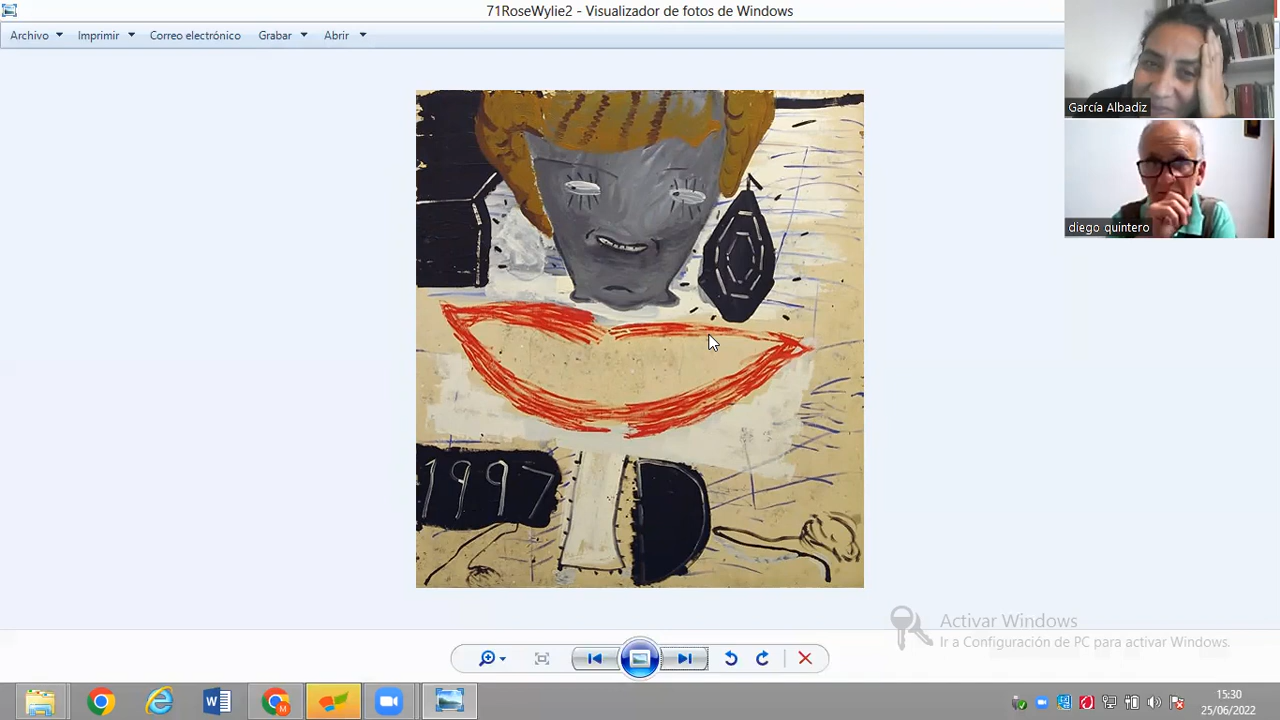 71RoseWylie2 - Visualizador de fotos de Windows
Archivo Imprimir Correo electrónico Grabar Abrir
García Albadiz
diego quintero
1997
Activar Windows
Ir a Configuración de PC para activar Windows.
15:30
25/06/2022